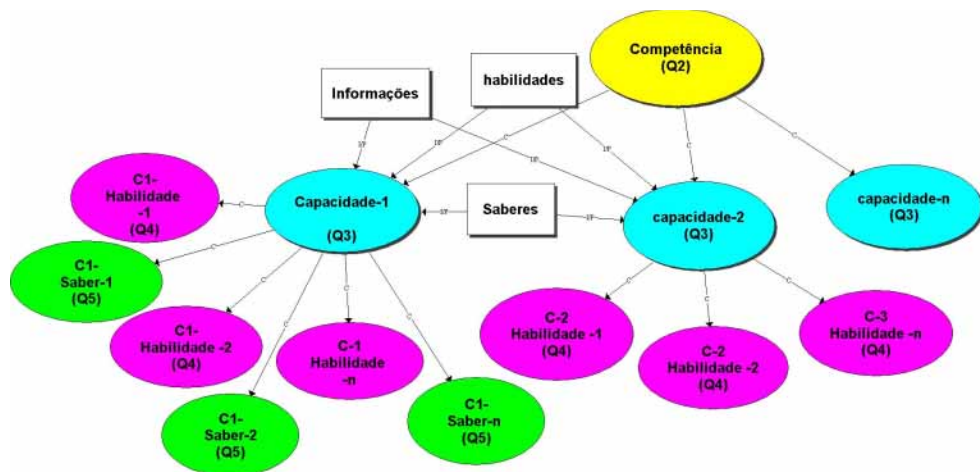 Competência
(Q2)
Informações
habilidades
I/P
I/P
C
I/P
I/P
C
C
C1-
Habilidade
-1
(Q4)
C
Capacidade-1
(Q3)
I/P
Saberes
I/P
capacidade-2
(Q3)
capacidade-n
(Q3)
C1-
Saber-1
(Q5)
C
C
C
C
C
C
C
C
C1-
Habilidade -2
(Q4)
C-1
Habilidade
-n
C-2
Habilidade -1
(Q4)
C-2
Habilidade -2
(Q4)
C-3
Habilidade -n
(Q4)
C1-
Saber-2
(Q5)
C1-
Saber-n
(Q5)